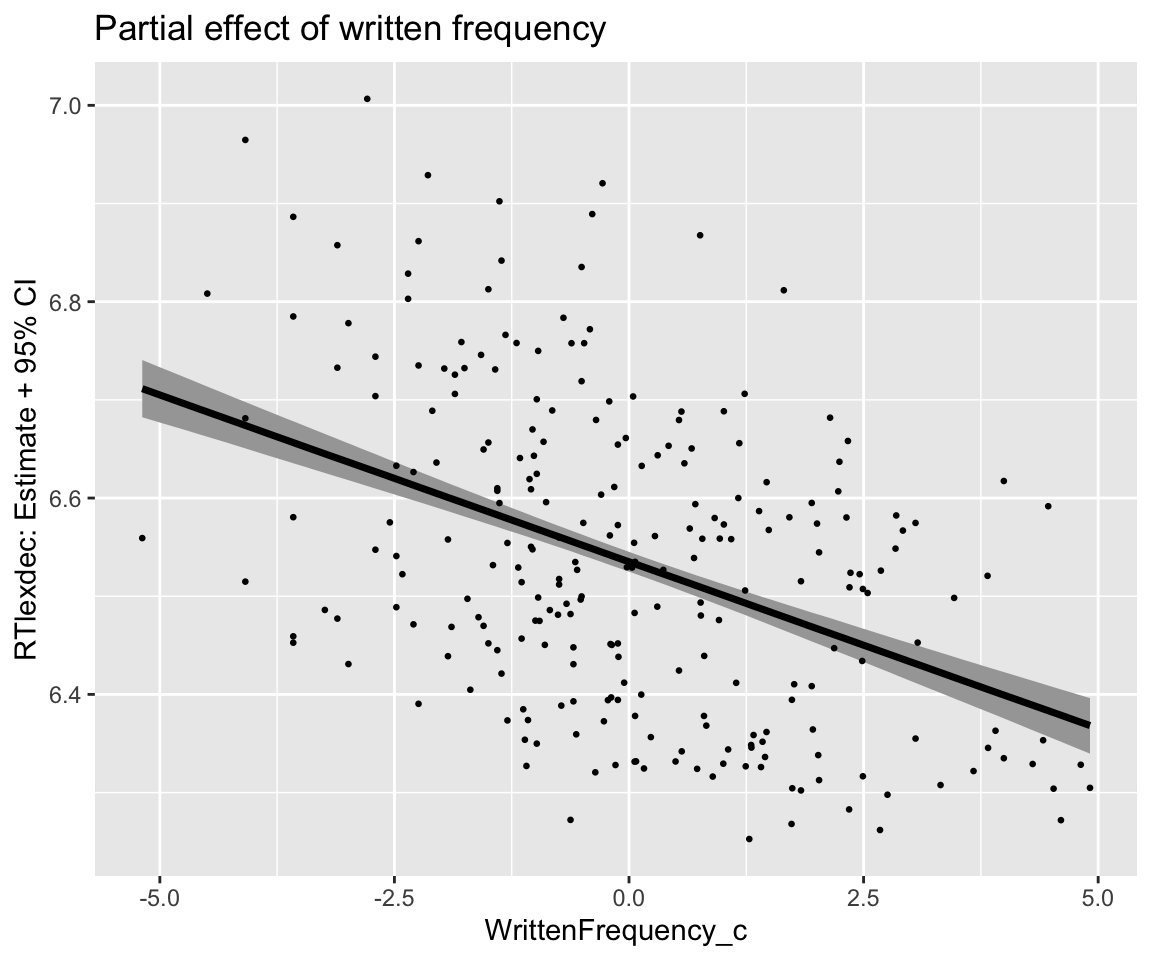 Partial effect of written frequency
RTlexdec: Estimate + 95% CI
7.0
6.8
6.6
6.4
-5.0 -2.5 0.0 2.5 5.0
WrittenFrequency_c